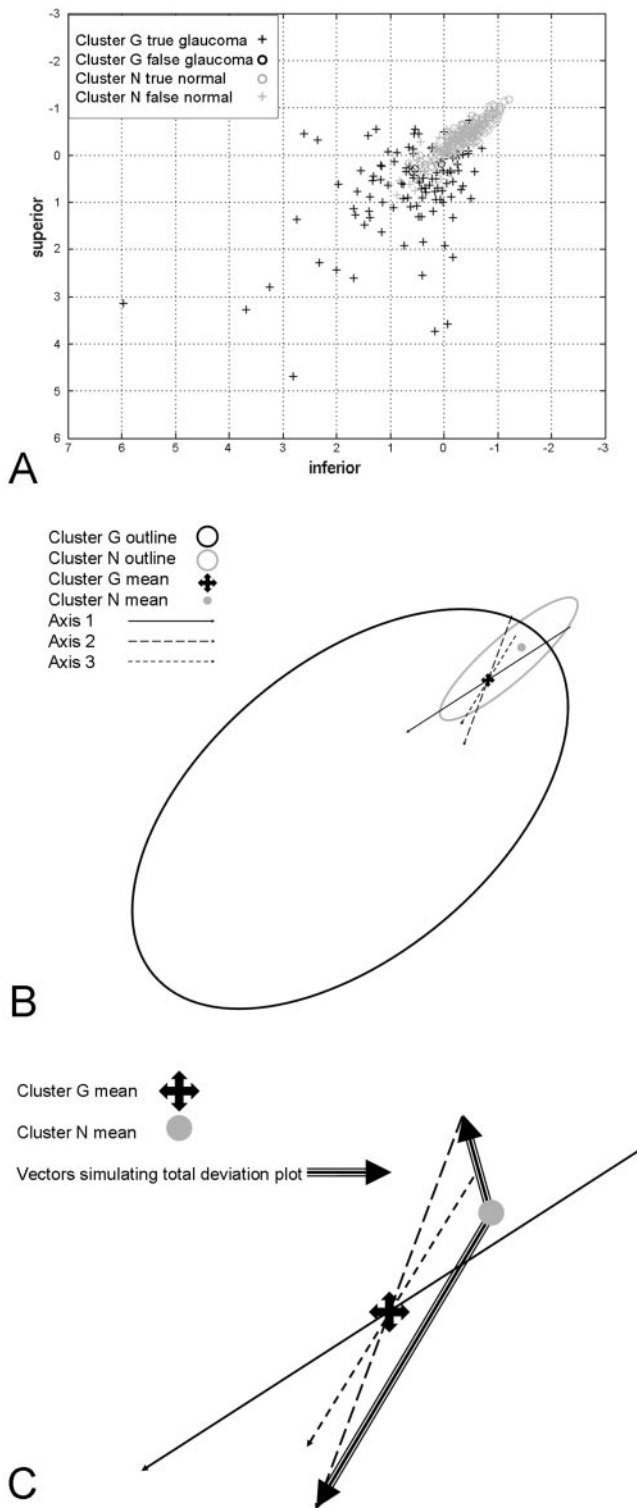 Cluster G true glaucoma +
Cluster G false glaucoma o
Cluster N true normal o
Cluster N false normal +
-3
-2
-1
0
1
2
3
4
5
6
superior
7 6 5 4 3 2 1 0 -1 -2 -3
inferior
A
Cluster G outline
Cluster N outline
Cluster G mean
Cluster N mean
Axis 1
Axis 2
Axis 3
B
Cluster G mean
Cluster N mean
Vectors simulating total deviation plot
C